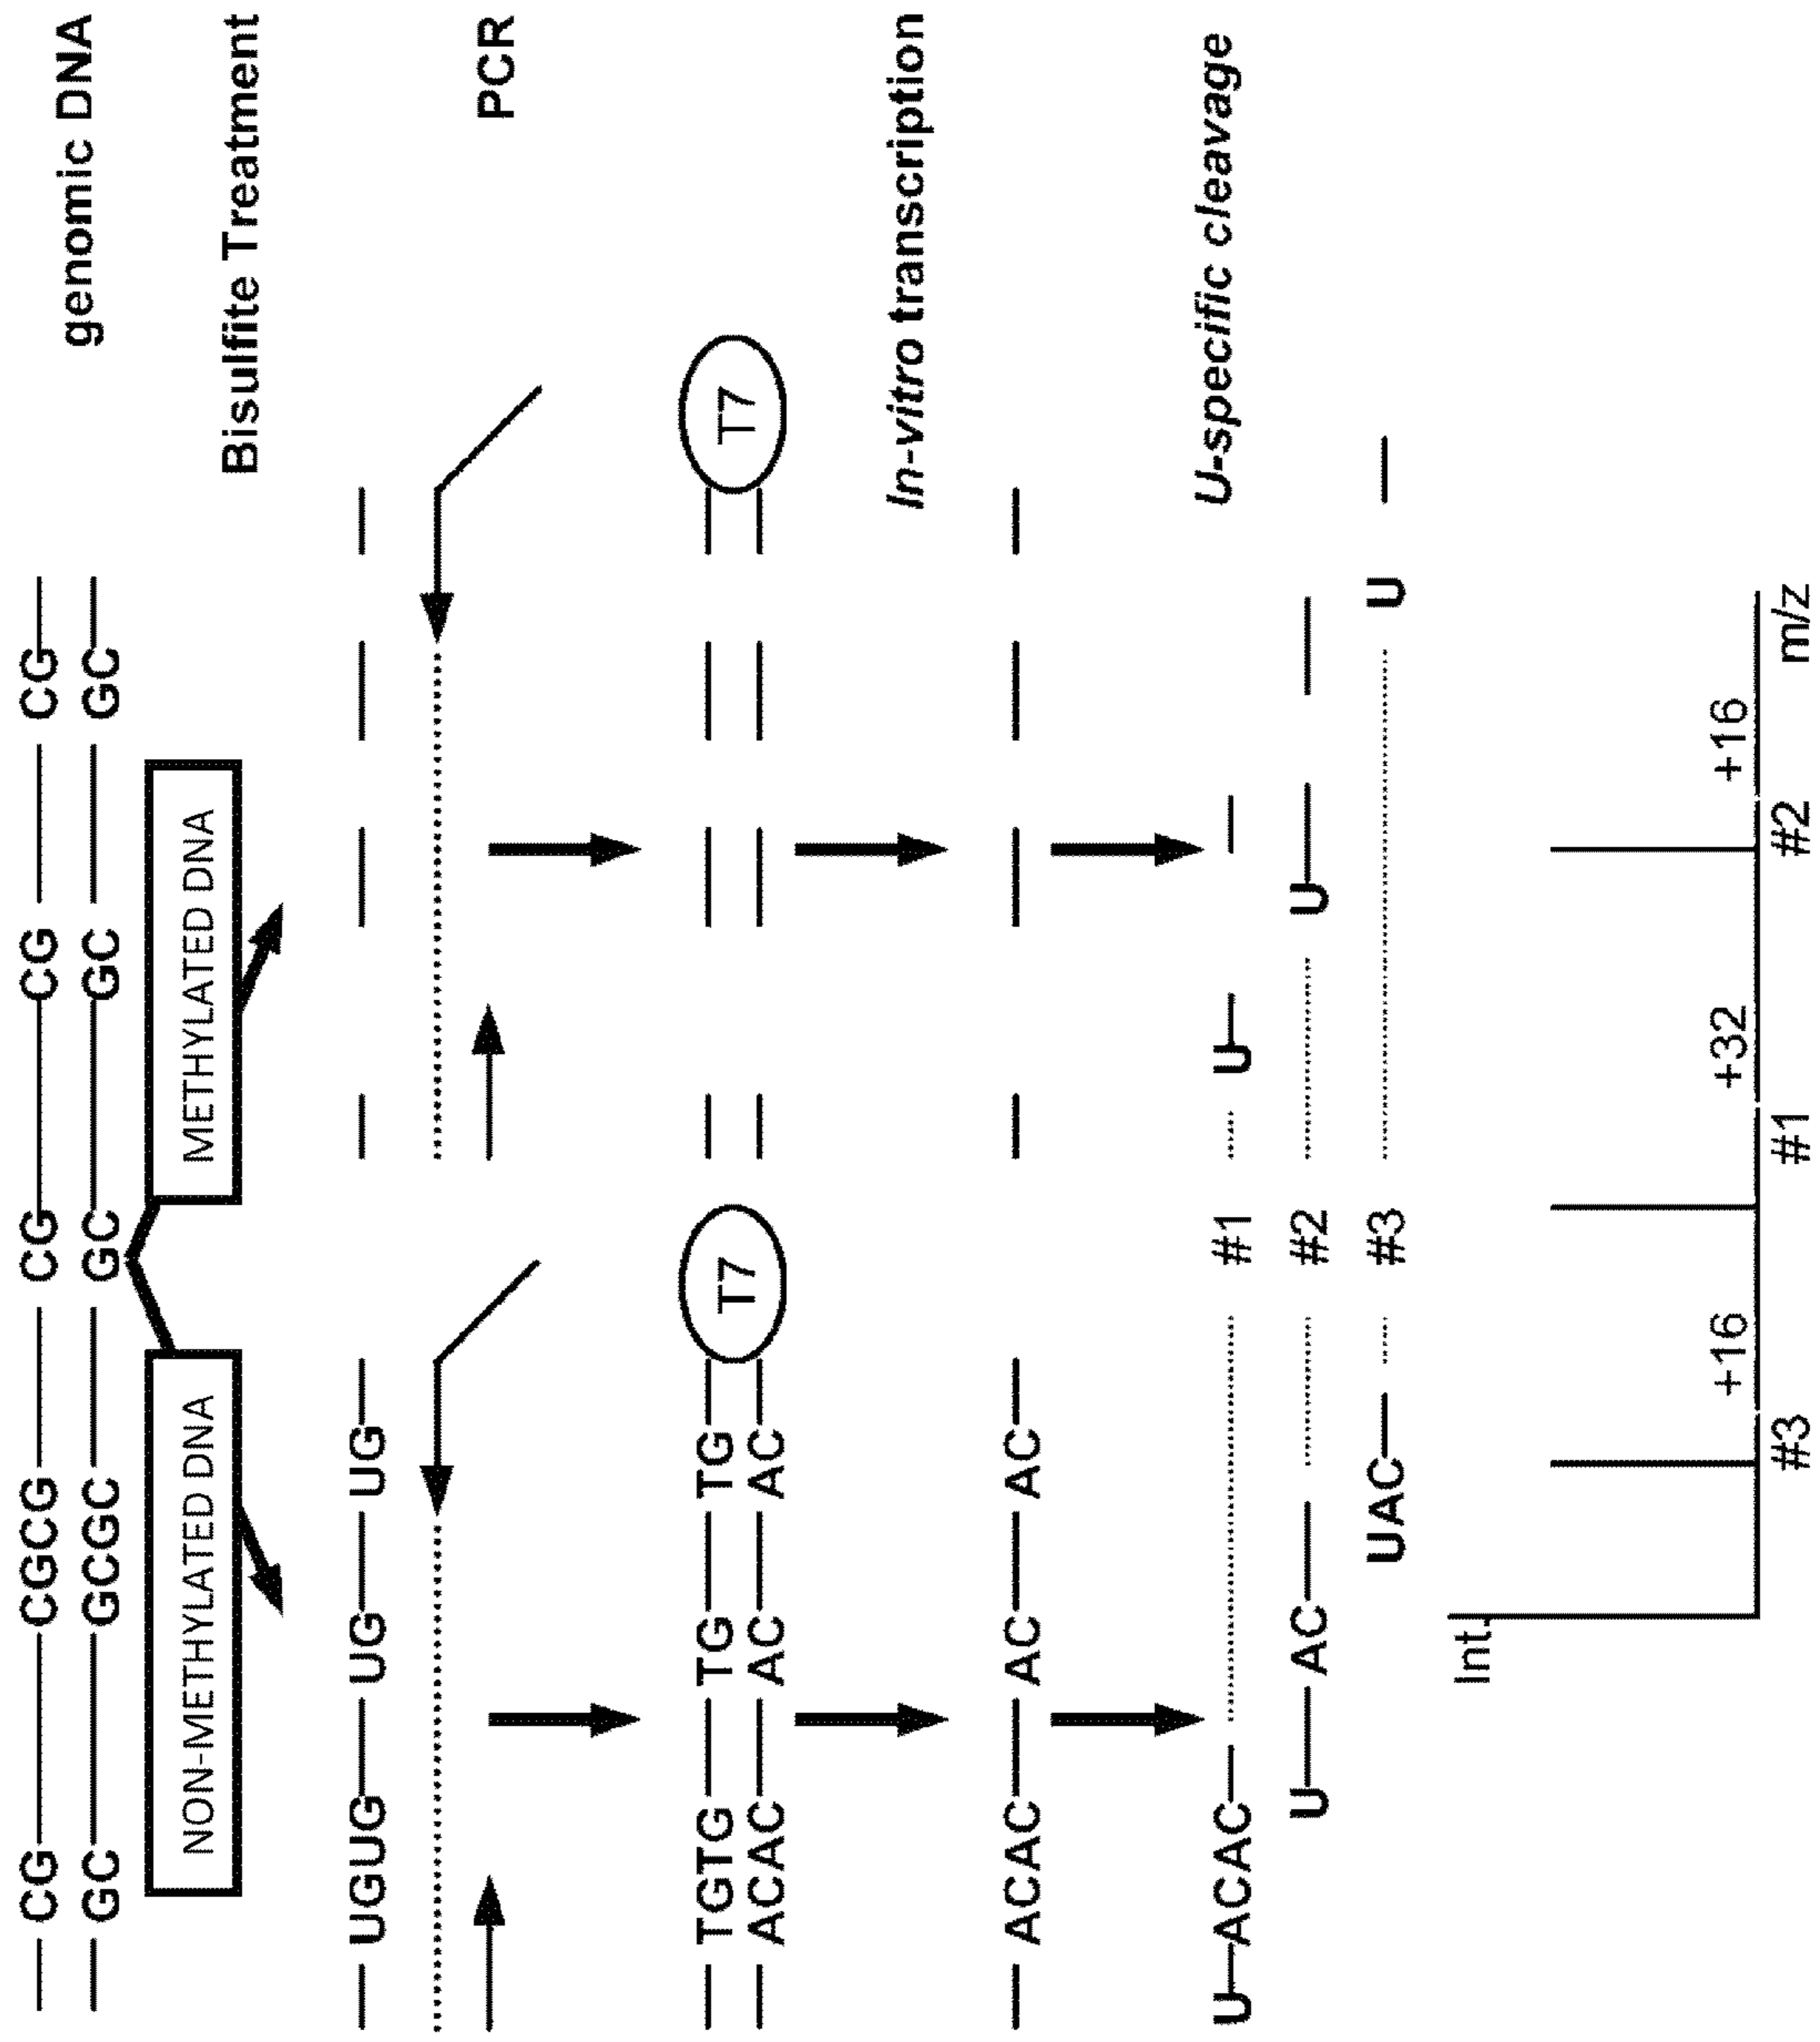 CG CGCG CG CG CG
genomic DNA
GC GCGC GC GC GC
NON-METHYLATED DNA METHYLATED DNA
Bisulfite Treatment
UGUG UG UG
PCR
TGTG TG TG
T7 T7
ACAC AC AC
In-vitro transcription
ACAC AC AC
U-specific cleavage
U ACAC #1 U
U AC #2 U
UAC #3 U
Int.
+16 +32 +16
#3 #1 #2 m/z